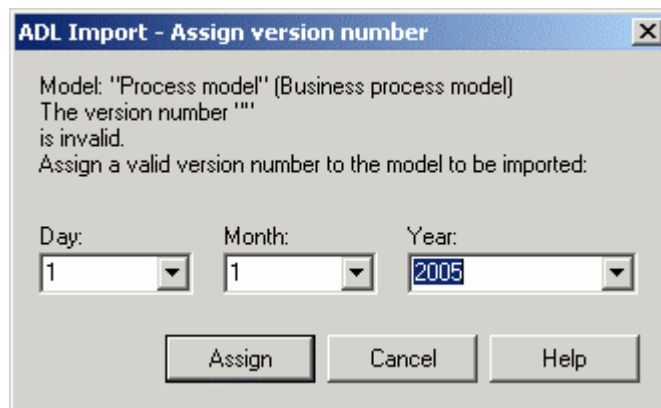 ADL Import - Assign version number
Model: "Process model" (Business process model)
The version number ""
is invalid.
Assign a valid version number to the model to be imported:
Day: Month: Year:
1 1 2005
Assign Cancel Help